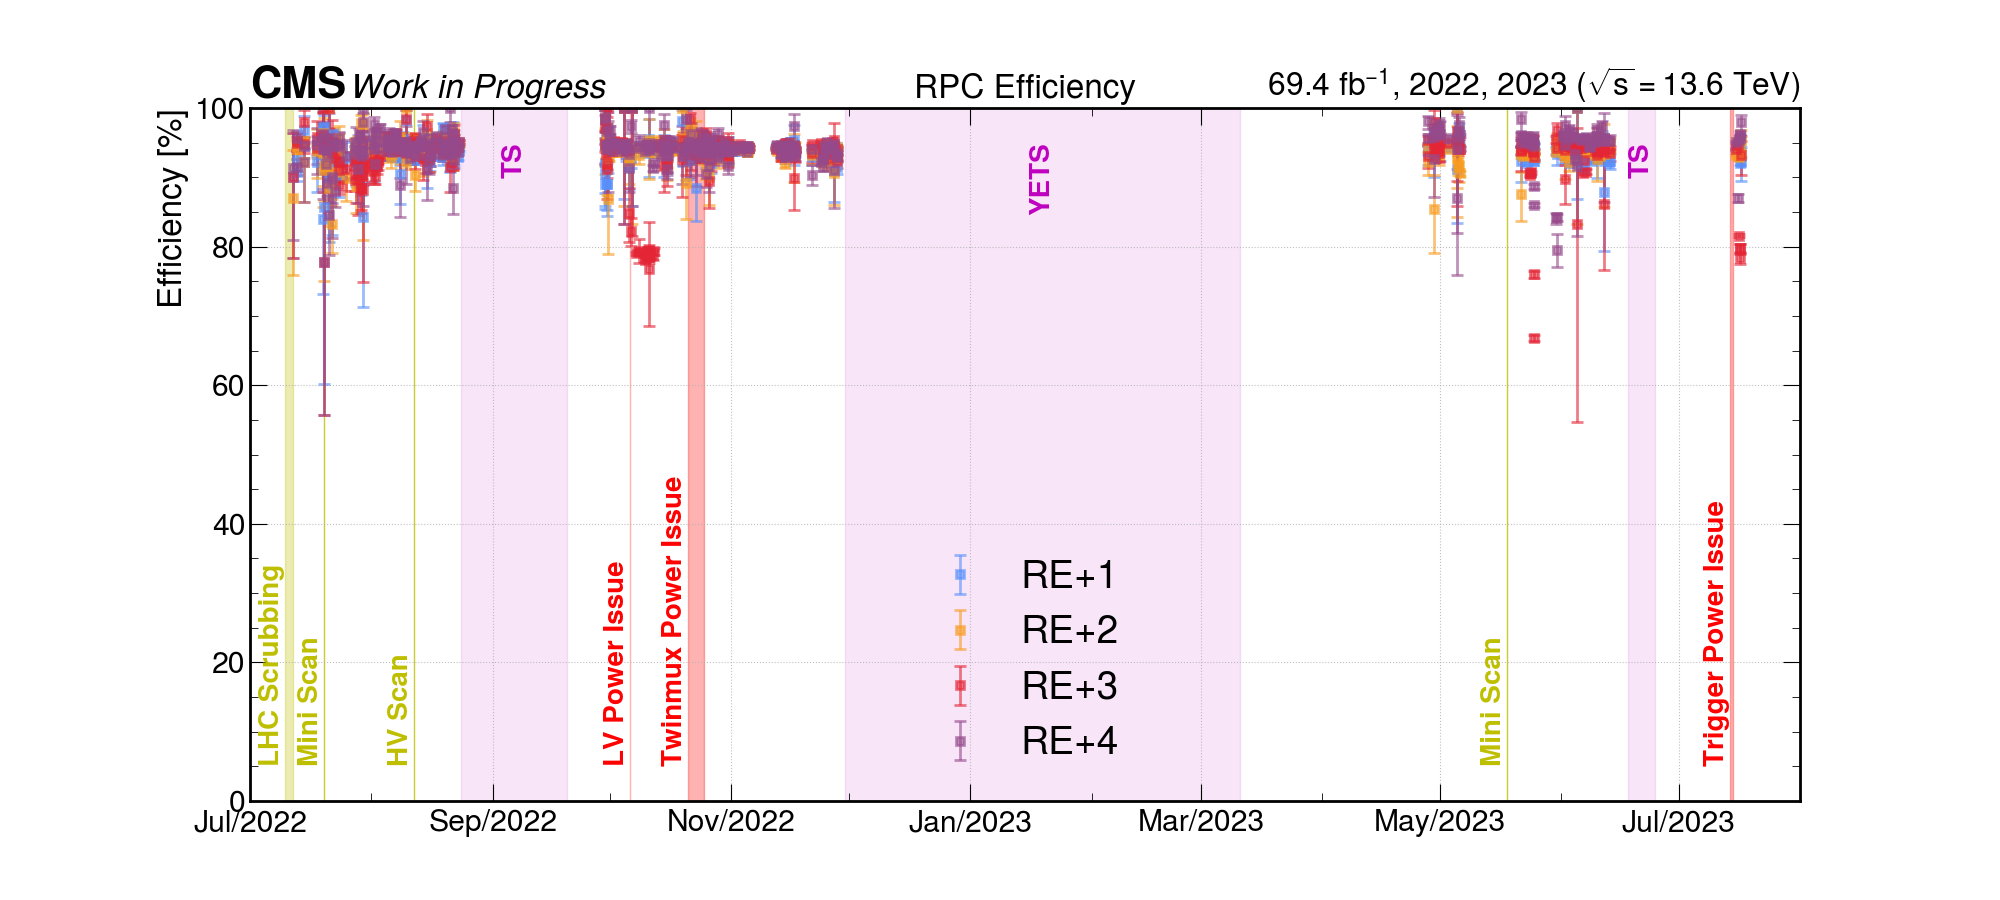 CMS Work in Progress RPC Efficiency 69.4 fb⁻¹, 2022, 2023 (√s = 13.6 TeV)
Efficiency [%]
100
80
60
40
20
0
LHC Scrubbing
Mini Scan
HV Scan
TS
LV Power Issue
Twinmux Power Issue
YETS
Mini Scan
TS
Trigger Power Issue
RE+1
RE+2
RE+3
RE+4
Jul/2022 Sep/2022 Nov/2022 Jan/2023 Mar/2023 May/2023 Jul/2023